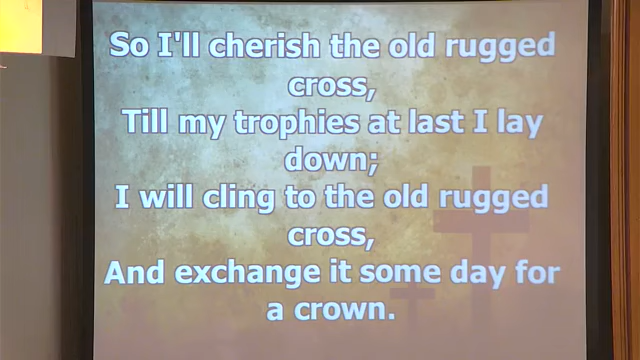 So I'll cherish the old rugged
cross,
Till my trophies at last I lay
down;
I will cling to the old rugged
cross,
And exchange it some day for
a crown.